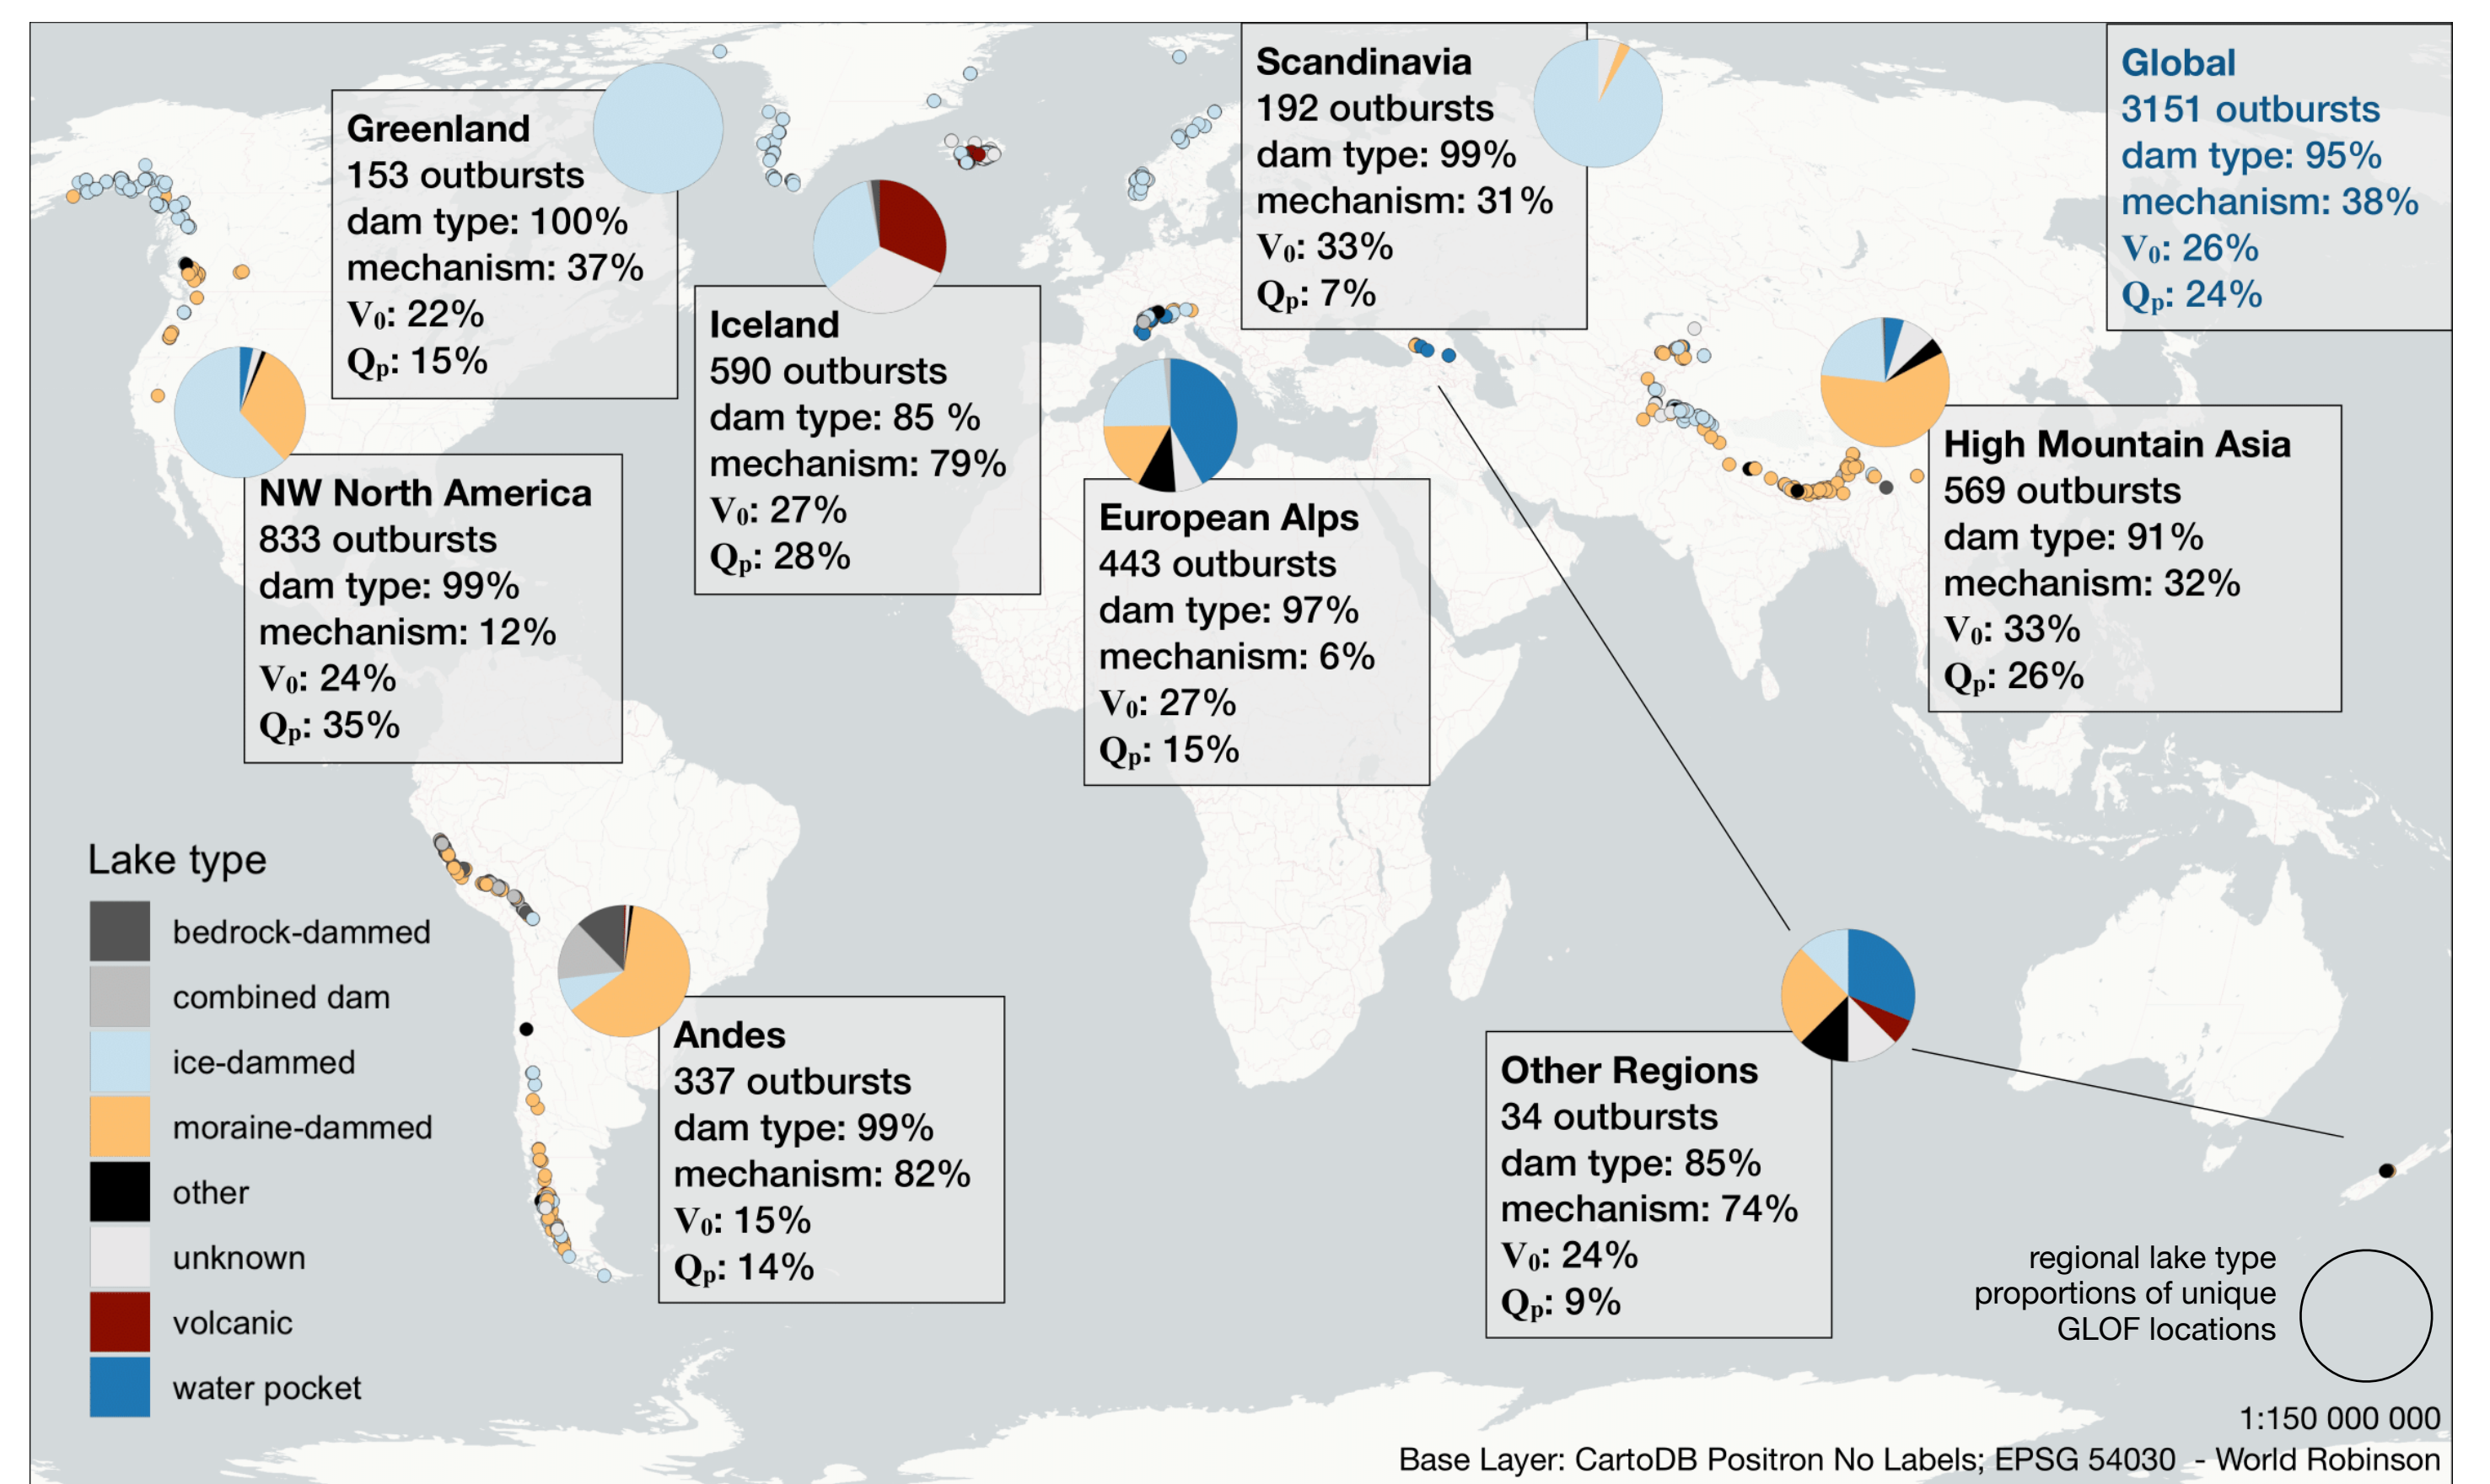 Greenland
153 outbursts
dam type: 100%
mechanism: 37%
V₀: 22%
Qₚ: 15%
Scandinavia
192 outbursts
dam type: 99%
mechanism: 31%
V₀: 33%
Qₚ: 7%
Global
3151 outbursts
dam type: 95%
mechanism: 38%
V₀: 26%
Qₚ: 24%
Iceland
590 outbursts
dam type: 85 %
mechanism: 79%
V₀: 27%
Qₚ: 28%
NW North America
833 outbursts
dam type: 99%
mechanism: 12%
V₀: 24%
Qₚ: 35%
European Alps
443 outbursts
dam type: 97%
mechanism: 6%
V₀: 27%
Qₚ: 15%
High Mountain Asia
569 outbursts
dam type: 91%
mechanism: 32%
V₀: 33%
Qₚ: 26%
Lake type
bedrock-dammed
combined dam
ice-dammed
moraine-dammed
other
unknown
volcanic
water pocket
Andes
337 outbursts
dam type: 99%
mechanism: 82%
V₀: 15%
Qₚ: 14%
Other Regions
34 outbursts
dam type: 85%
mechanism: 74%
V₀: 24%
Qₚ: 9%
regional lake type
proportions of unique
GLOF locations
1:150 000 000
Base Layer: CartoDB Positron No Labels; EPSG 54030 - World Robinson